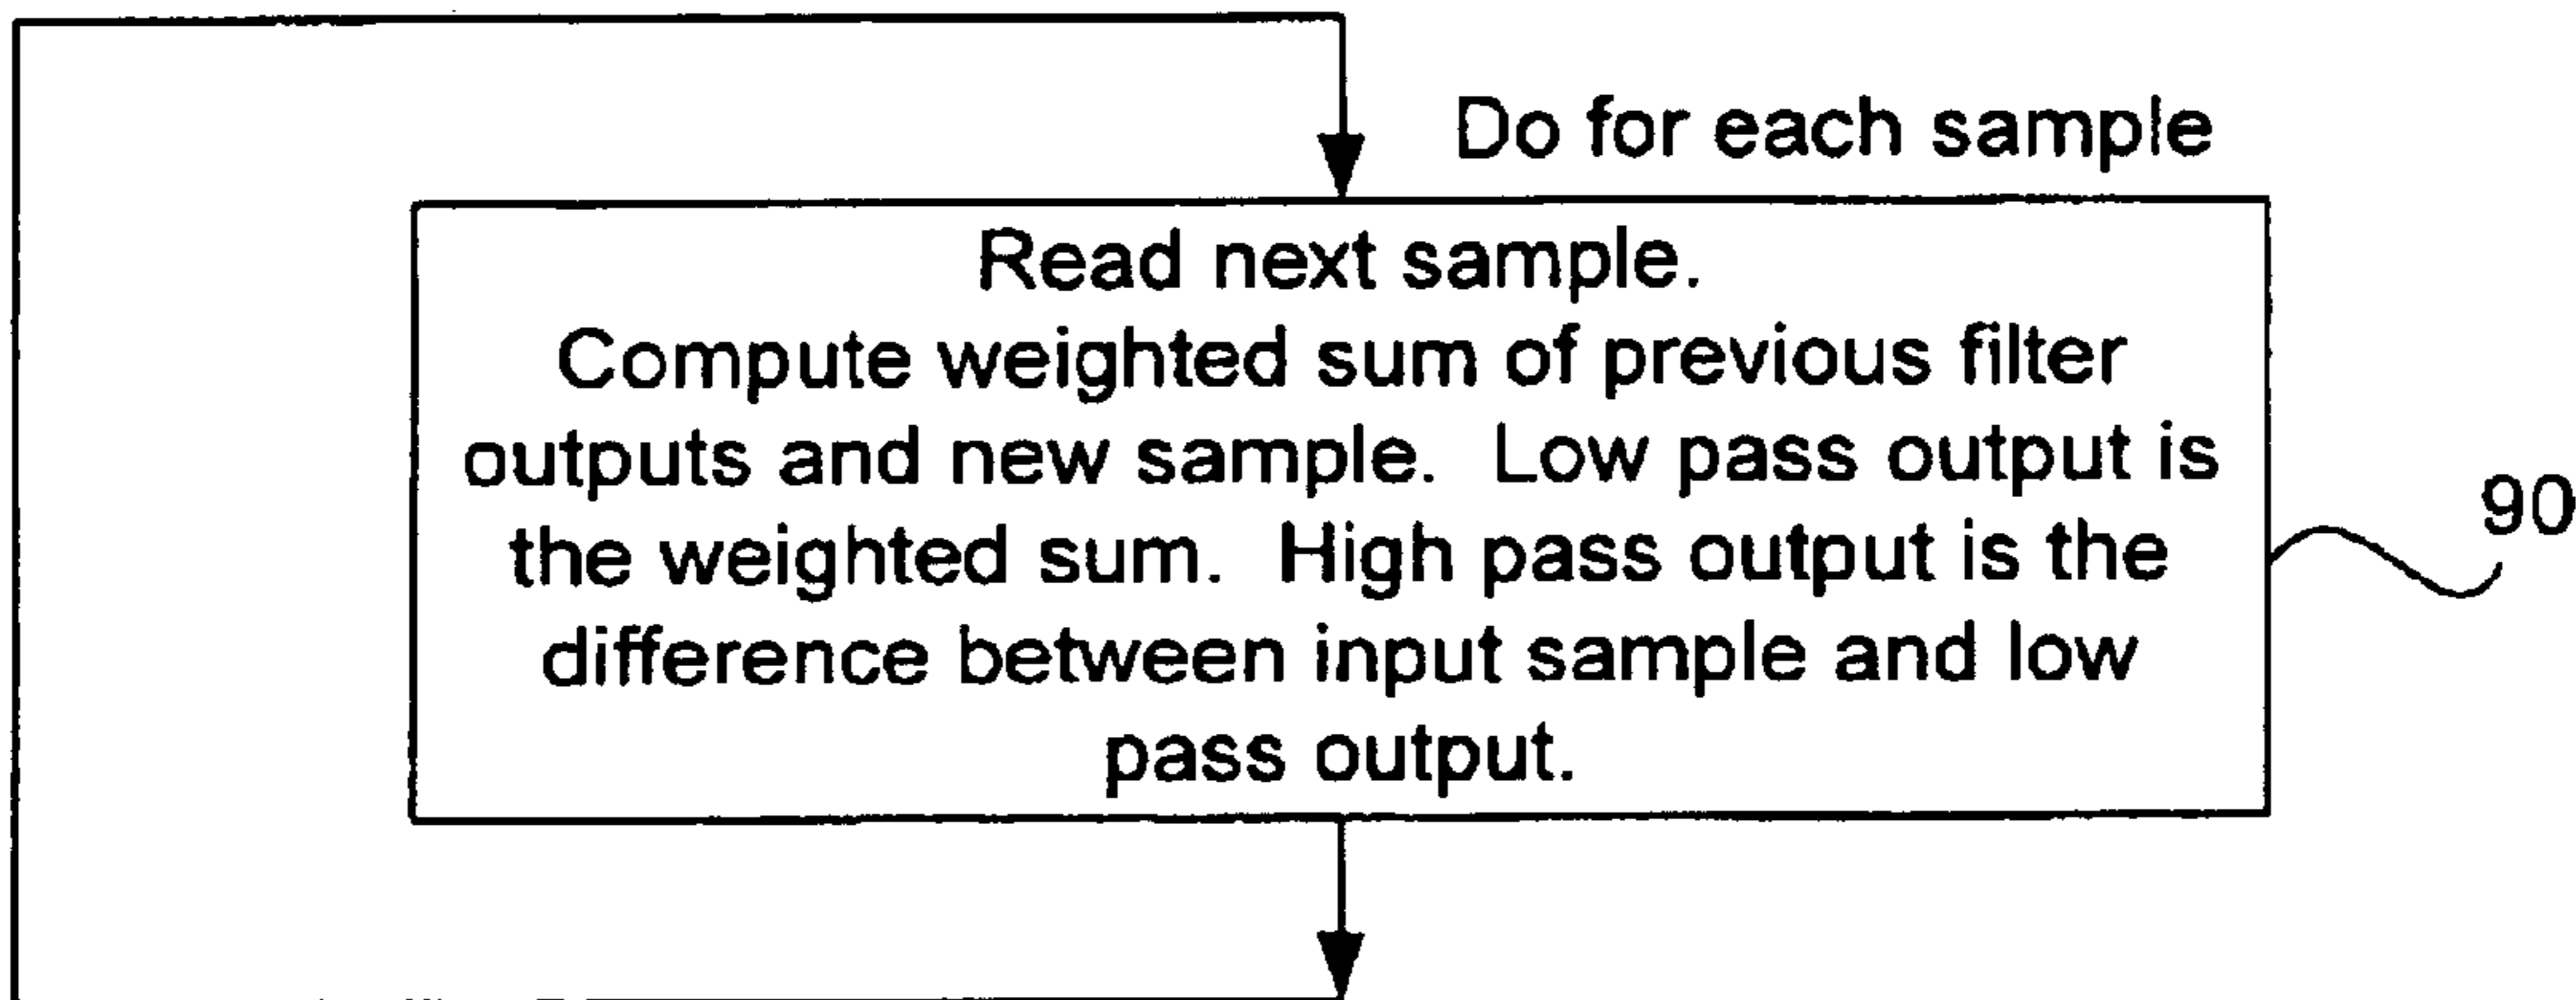 Do for each sample
Read next sample.
Compute weighted sum of previous filter
outputs and new sample. Low pass output is
the weighted sum. High pass output is the
difference between input sample and low
pass output.
90